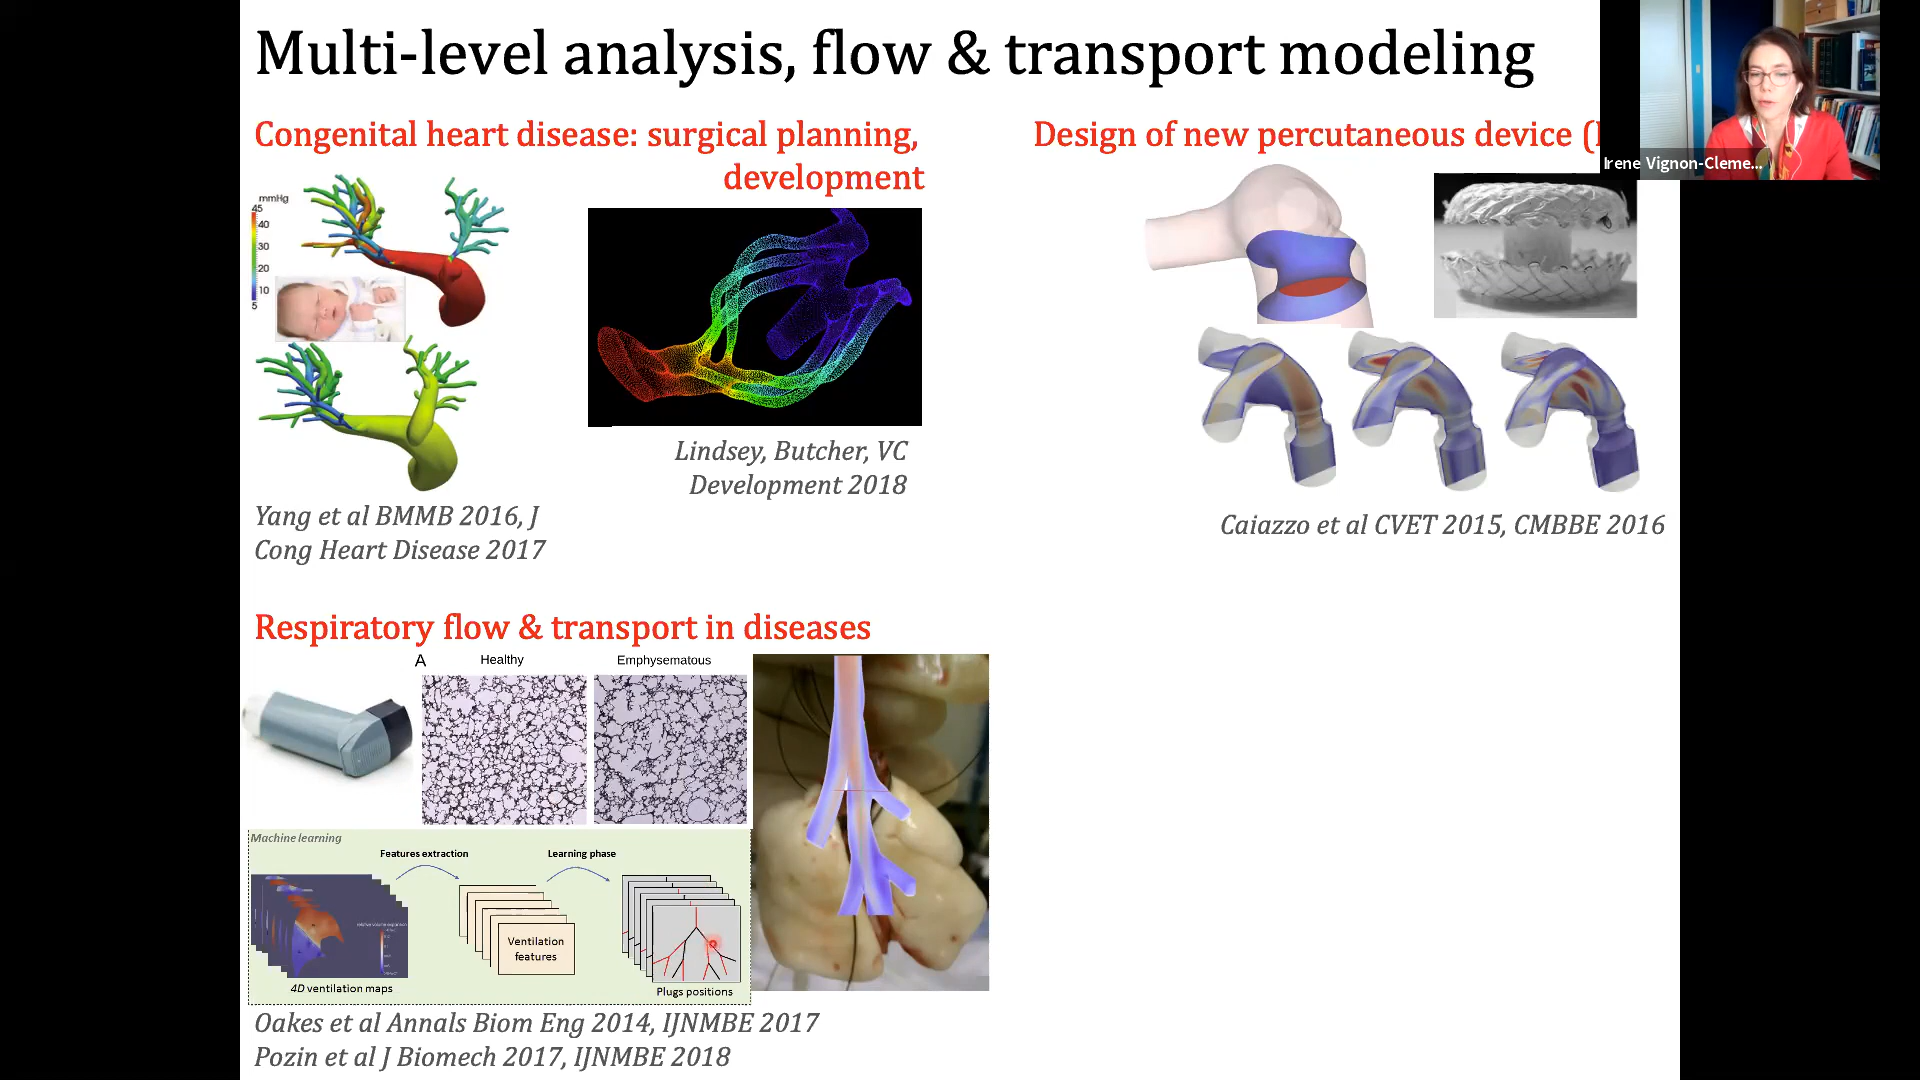 Multi-level analysis, flow & transport modeling
Congenital heart disease: surgical planning,
development
Design of new percutaneous device (
Irene Vignon-Cleme...
mmHg
45
40
30
20
10
5
Lindsey, Butcher, VC
Development 2018
Yang et al BMMB 2016, J
Cong Heart Disease 2017
Caiazzo et al CVET 2015, CMBBE 2016
Respiratory flow & transport in diseases
A
Healthy
Emphysematous
Machine learning
Features extraction
Learning phase
relative volume expansion
Ventilation
features
4D ventilation maps
Plugs positions
Oakes et al Annals Biom Eng 2014, IJNMBE 2017
Pozin et al J Biomech 2017, IJNMBE 2018